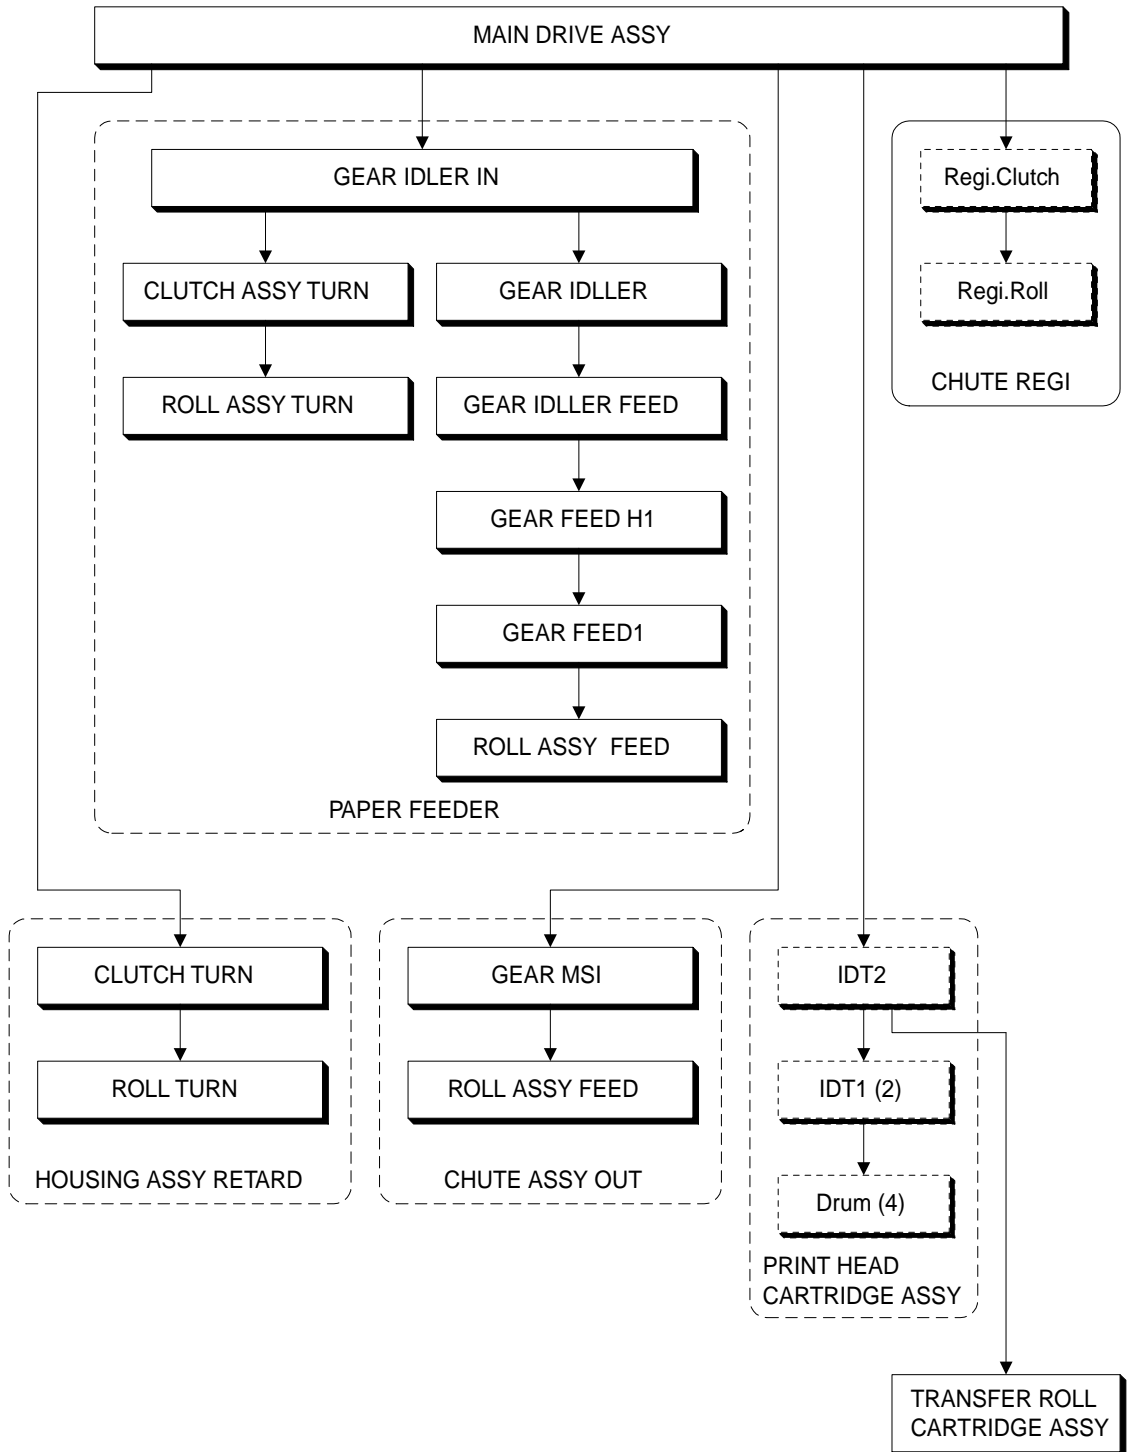 MAIN DRIVE ASSY
GEAR IDLER IN
CLUTCH ASSY TURN
ROLL ASSY TURN
GEAR IDLLER
GEAR IDLLER FEED
GEAR FEED H1
GEAR FEED1
ROLL ASSY FEED
PAPER FEEDER
Regi.Clutch
Regi.Roll
CHUTE REGI
CLUTCH TURN
ROLL TURN
HOUSING ASSY RETARD
GEAR MSI
ROLL ASSY FEED
CHUTE ASSY OUT
IDT2
IDT1 (2)
Drum (4)
PRINT HEAD
CARTRIDGE ASSY
TRANSFER ROLL
CARTRIDGE ASSY